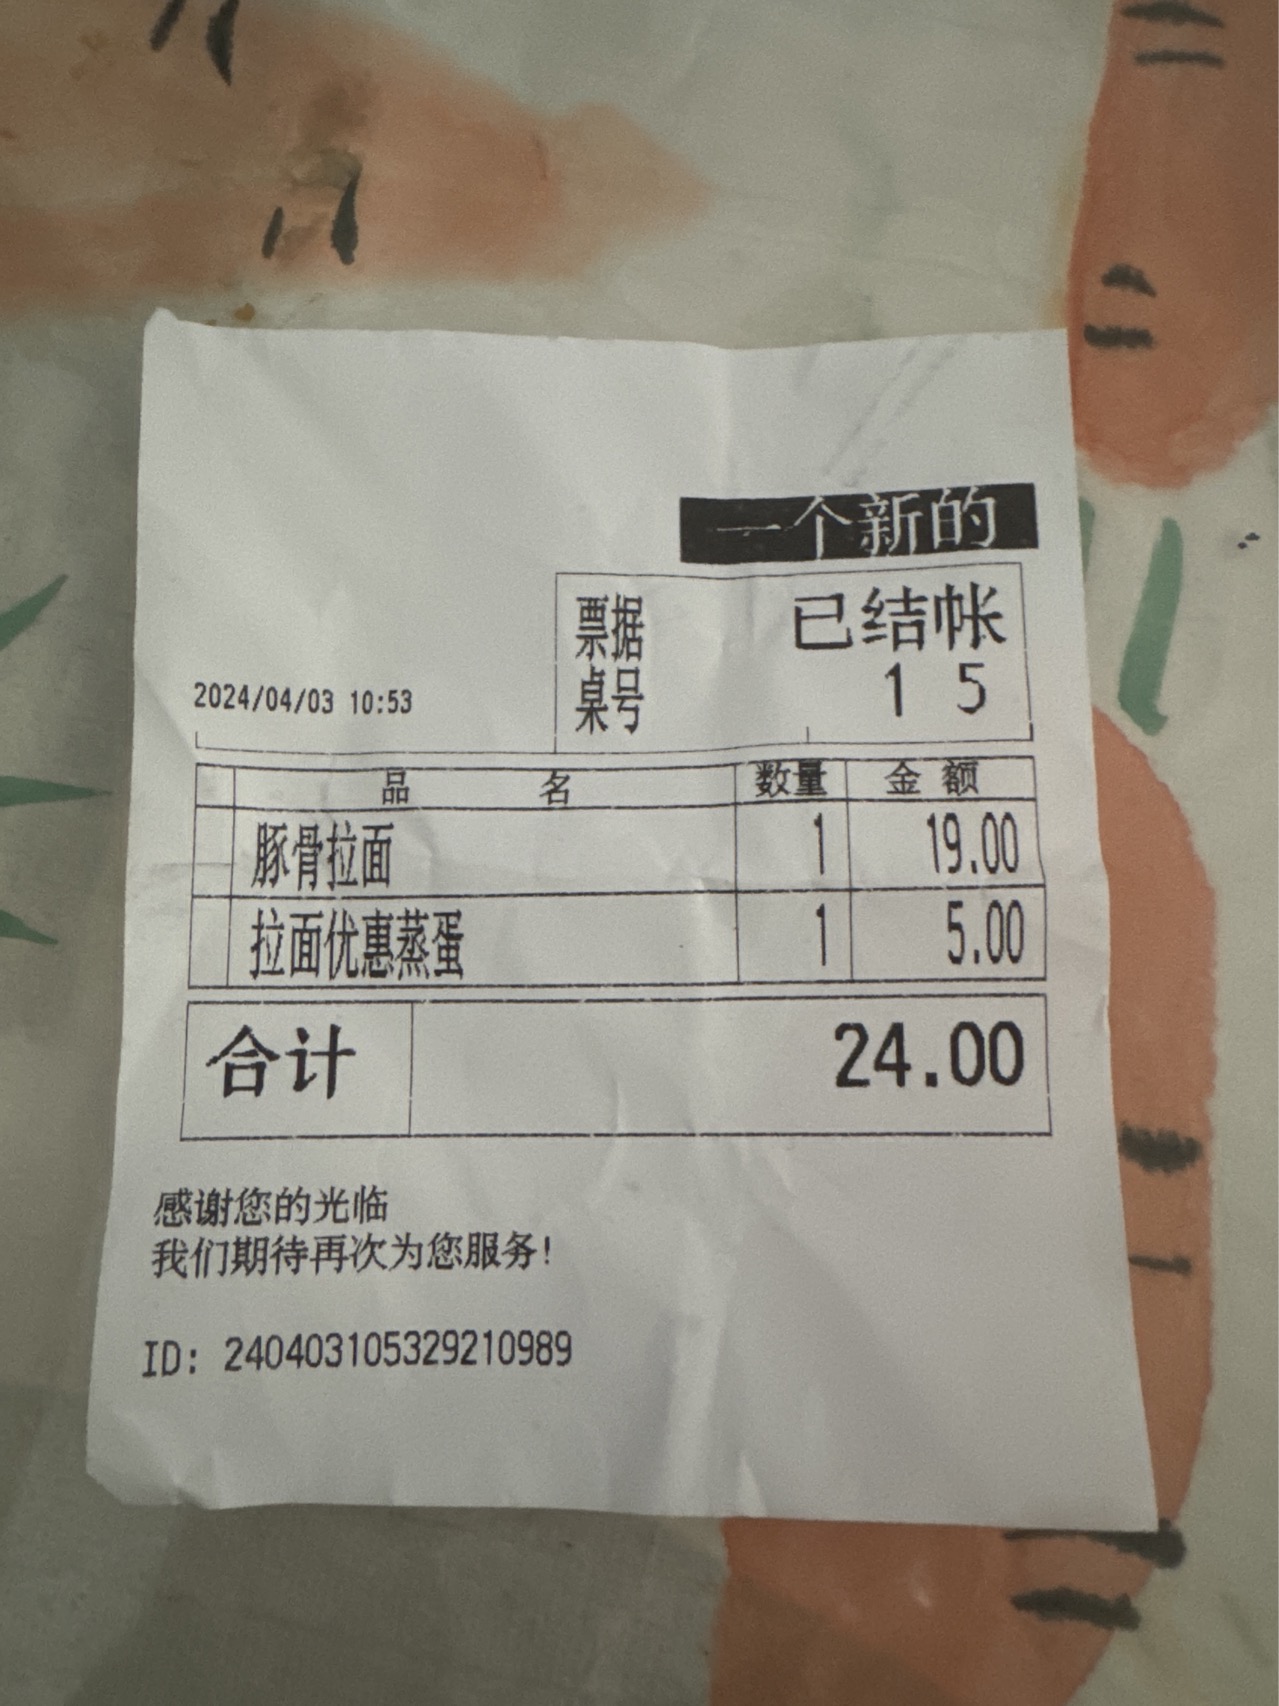 一个新的
票据 已结帐
桌号 15
2024/04/03 10:53
品名 数量 金额
豚骨拉面 1 19.00
拉面优惠蒸蛋 1 5.00
合计 24.00
感谢您的光临
我们期待再次为您服务!
ID: 240403105329210989